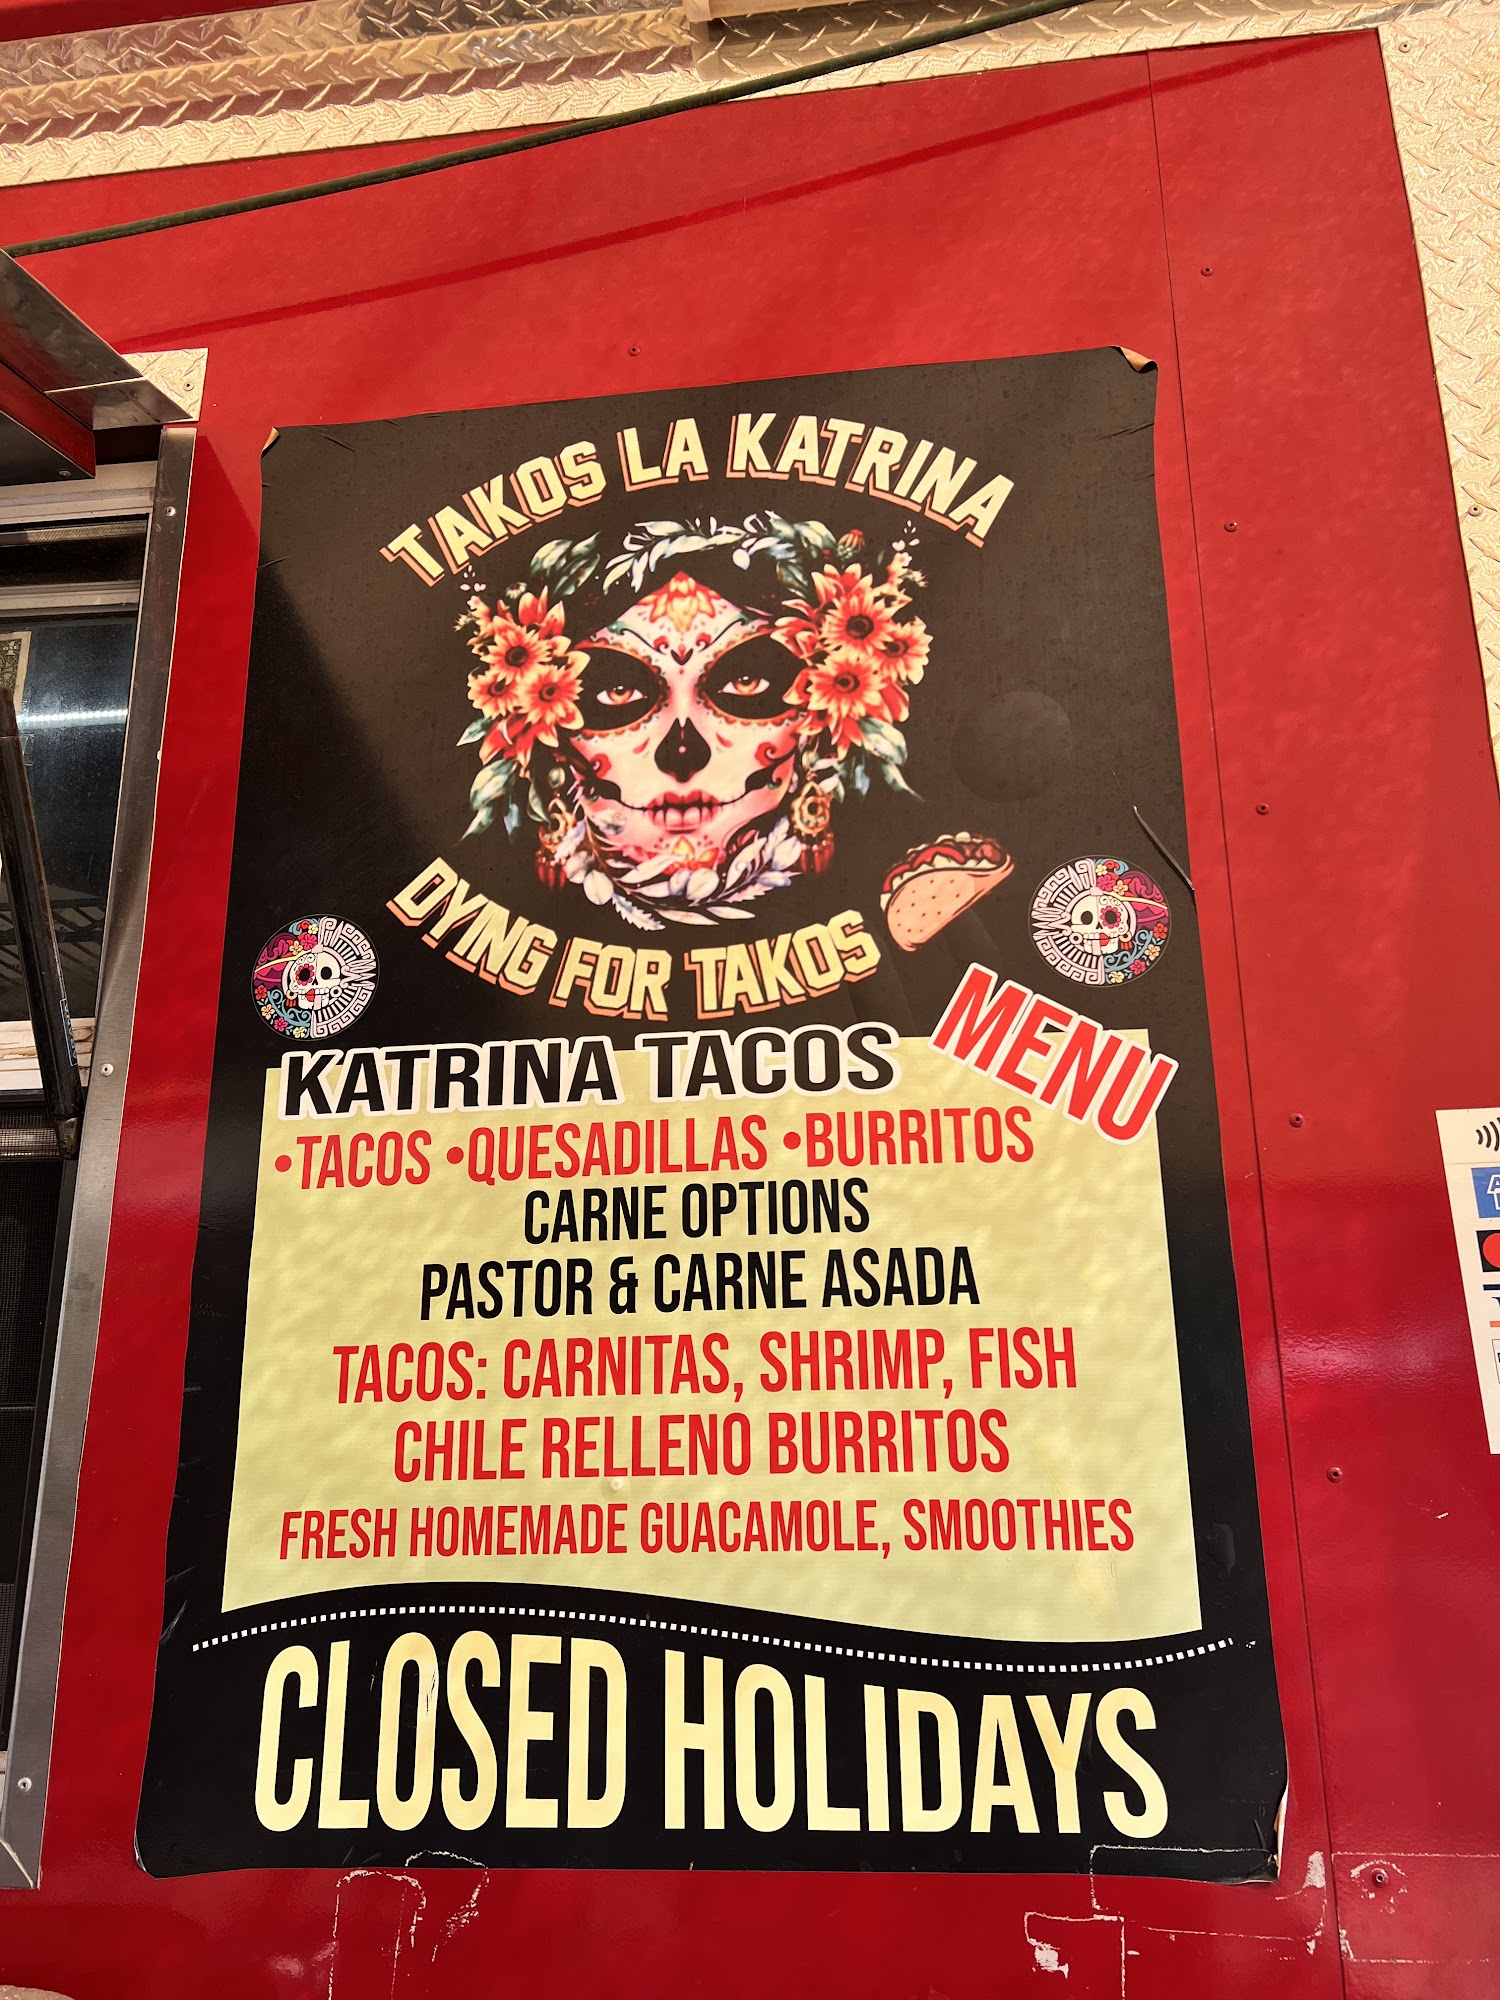 TAKOS LA KATRINA
DYING FOR TAKOS
MENU
KATRINA TACOS
•TACOS •QUESADILLAS •BURRITOS
CARNE OPTIONS
PASTOR & CARNE ASADA
TACOS: CARNITAS, SHRIMP, FISH
CHILE RELLENO BURRITOS
FRESH HOMEMADE GUACAMOLE, SMOOTHIES
CLOSED HOLIDAYS